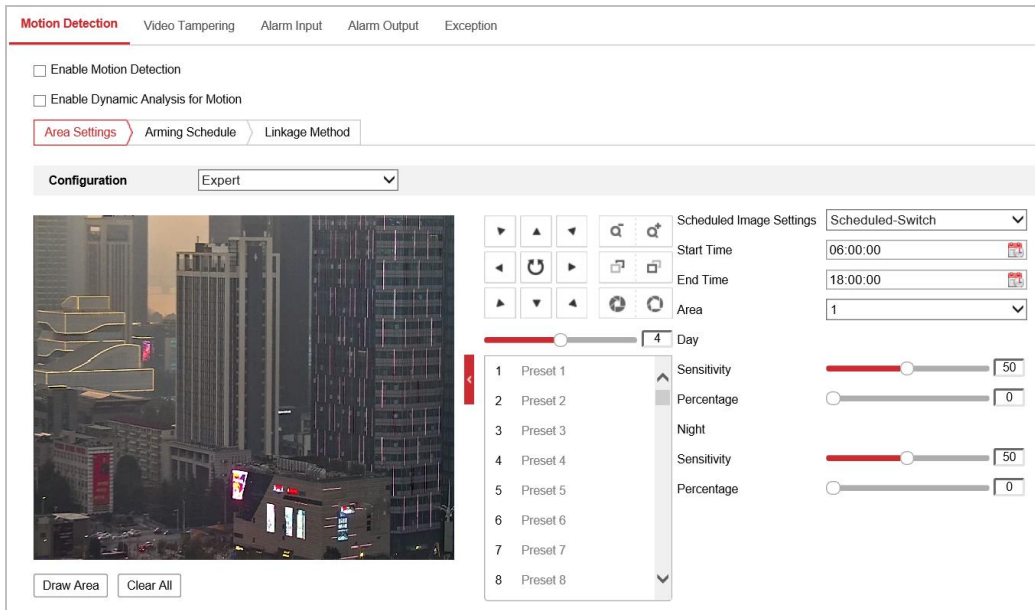 Motion Detection Video Tampering Alarm Input Alarm Output Exception
Enable Motion Detection
Enable Dynamic Analysis for Motion
Area Settings Arming Schedule Linkage Method
Configuration Expert
Scheduled Image Settings Scheduled-Switch
Start Time 06:00:00
End Time 18:00:00
Area 1
4 Day
1 Preset 1
2 Preset 2
3 Preset 3
4 Preset 4
5 Preset 5
6 Preset 6
7 Preset 7
8 Preset 8
Sensitivity 50
Percentage 0
Night
Sensitivity 50
Percentage 0
Draw Area Clear All